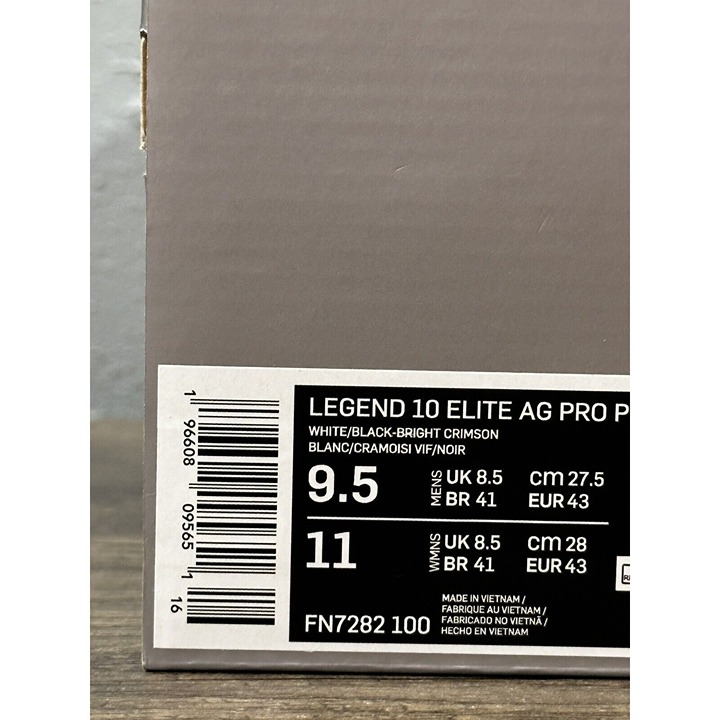 1 96608 09565 1 16
LEGEND 10 ELITE AG PRO P
WHITE/BLACK-BRIGHT CRIMSON
BLANC/CRAMOISI VIF/NOIR
9.5 MENS UK 8.5 CM 27.5
BR 41 EUR 43
11 WMNS UK 8.5 CM 28
BR 41 EUR 43
FN7282 100
MADE IN VIETNAM /
FABRIQUE AU VIETNAM /
FABRICADO NO VIETNÃ /
HECHO EN VIETNAM